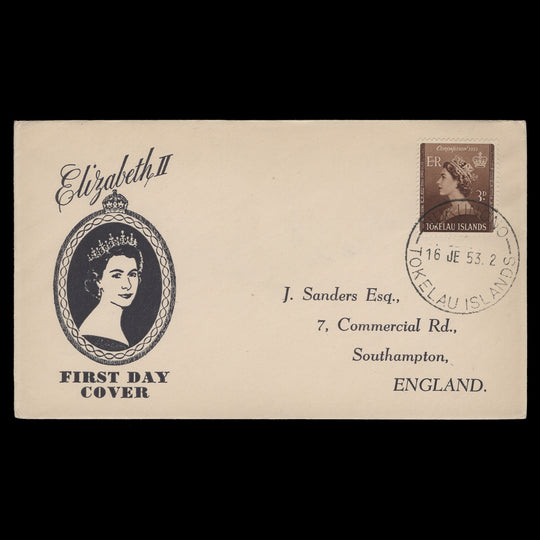 Elizabeth II
FIRST DAY
COVER
Coronation 1953
E R
3D
TOKELAU ISLANDS
16 JE 53.2
TOKELAU ISLANDS
J. Sanders Esq.,
7, Commercial Rd.,
Southampton,
ENGLAND.